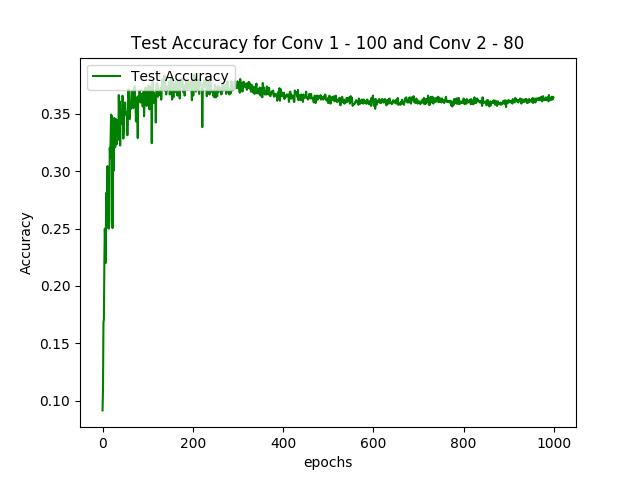 Test Accuracy for Conv 1 - 100 and Conv 2 - 80
Test Accuracy
0.35
0.30
0.25
0.20
0.15
0.10
Accuracy
0 200 400 600 800 1000
epochs